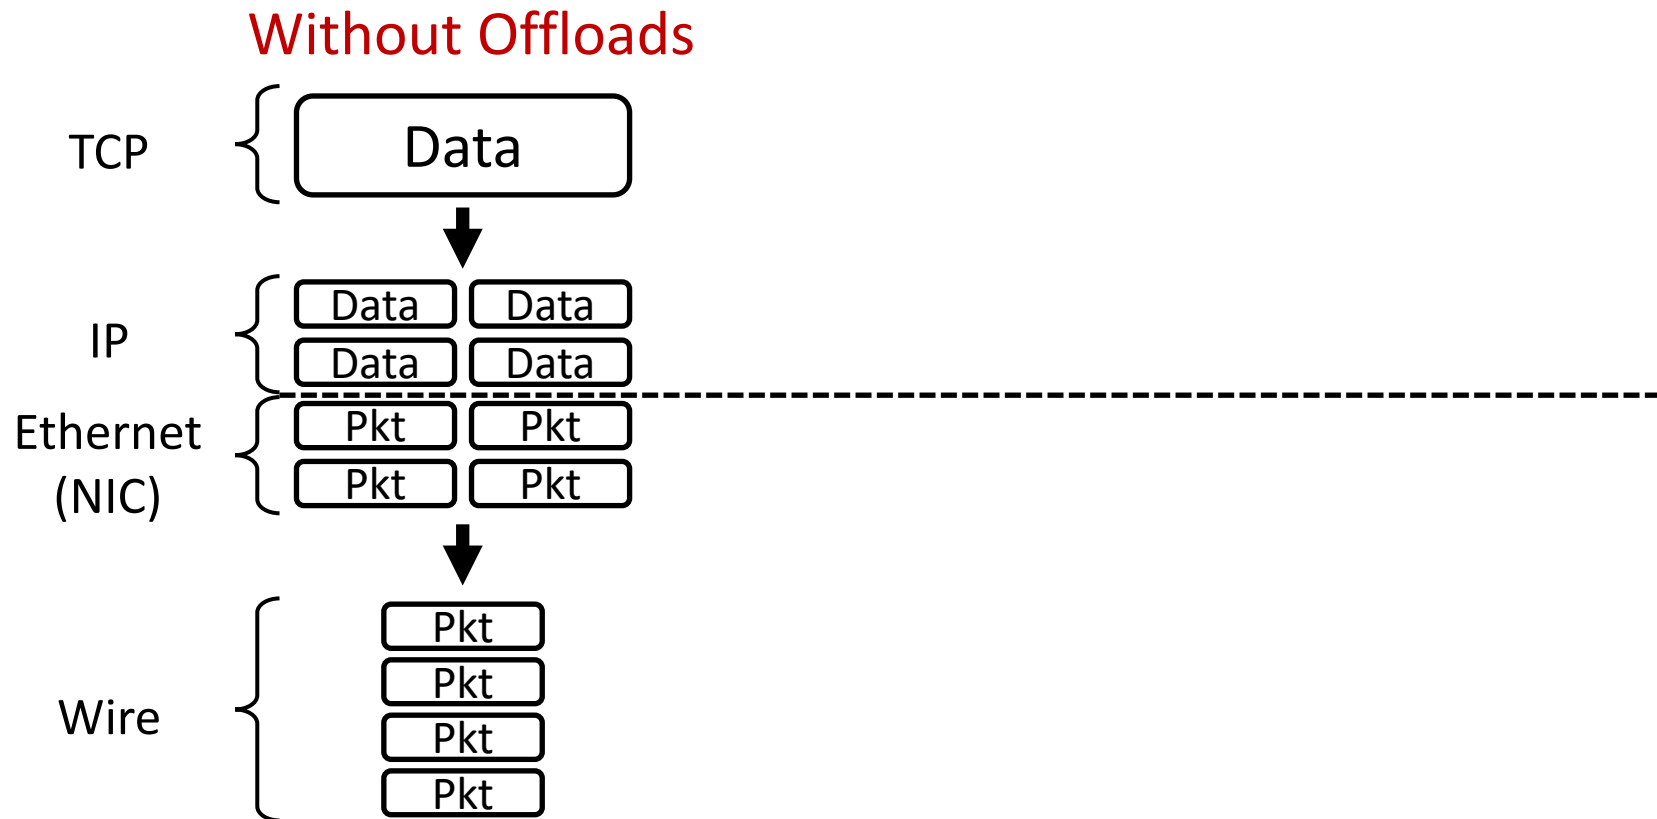 Without Offloads
TCP
Data
IP
Data Data
Data Data
Ethernet
(NIC)
Pkt Pkt
Pkt Pkt
Wire
Pkt
Pkt
Pkt
Pkt